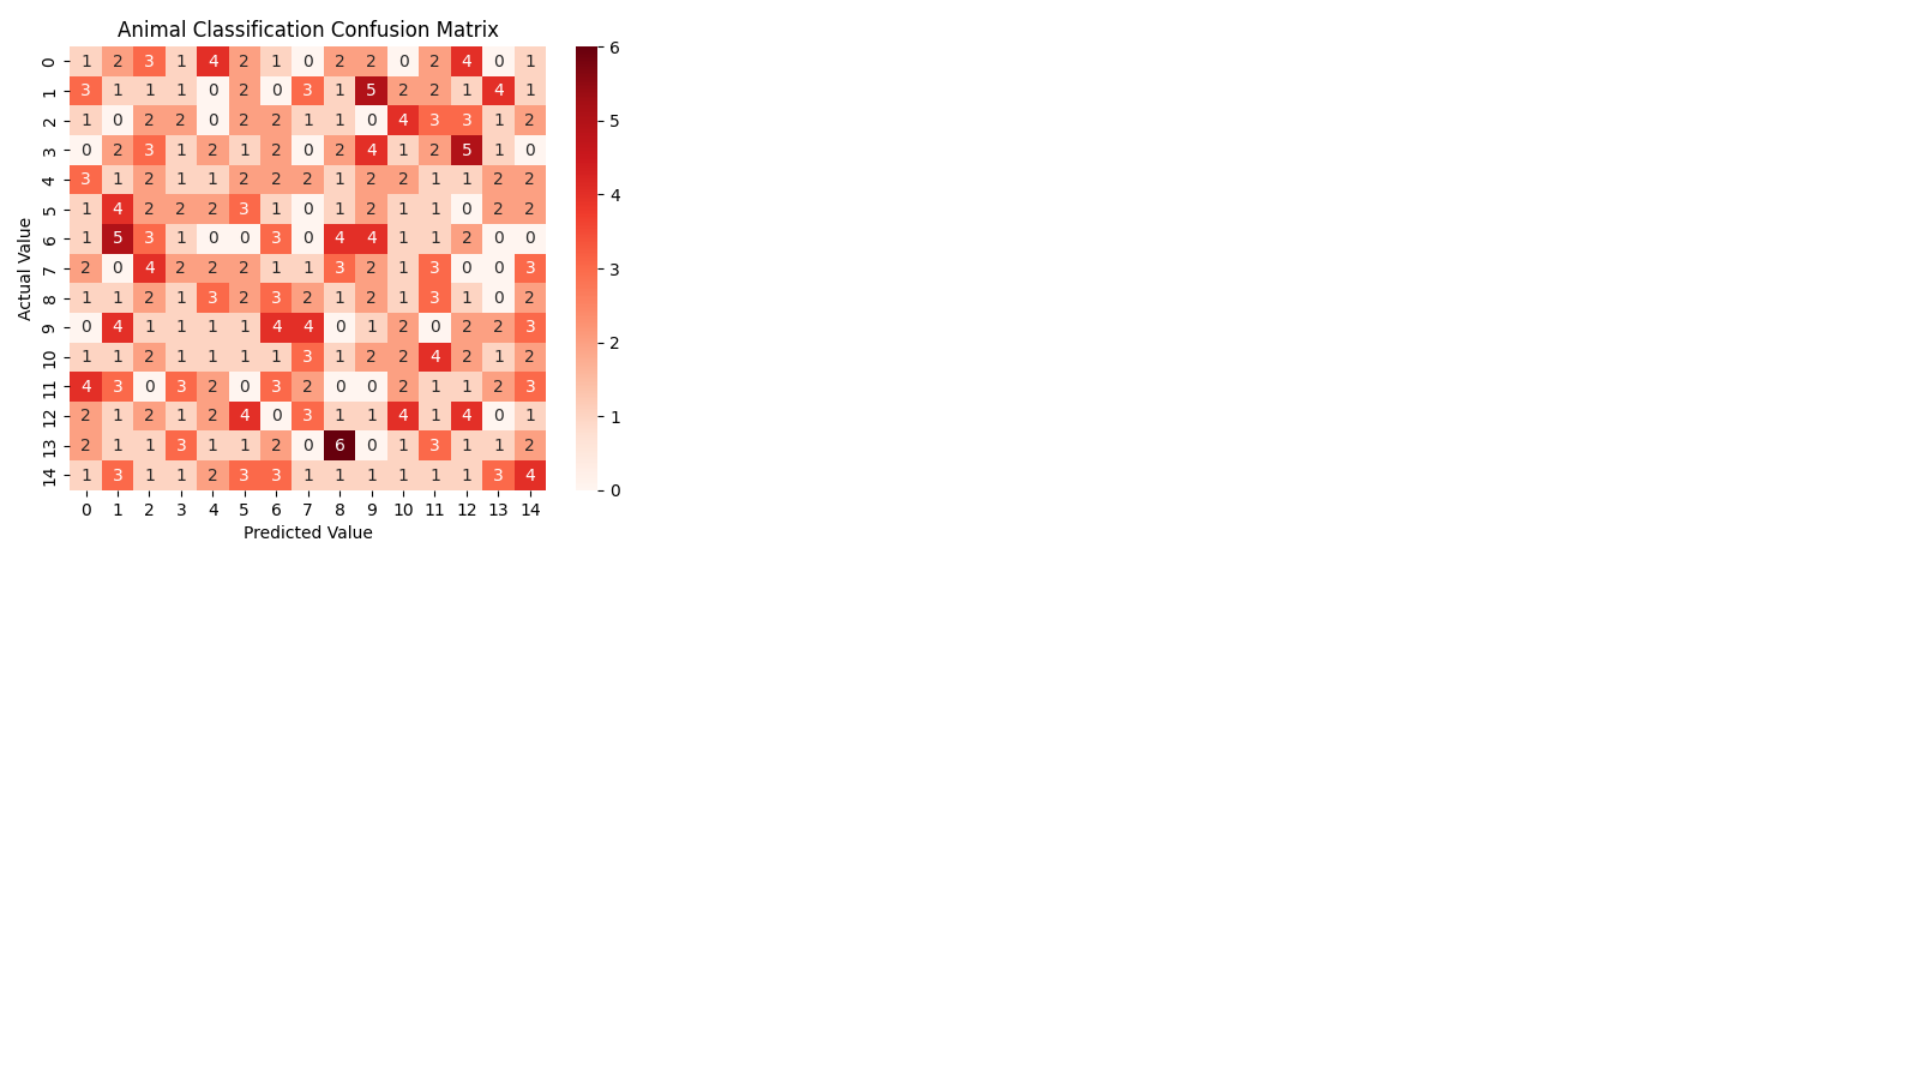 Animal Classification Confusion Matrix
0 1 2 3 1 4 2 1 0 2 2 0 2 4 0 1
1 3 1 1 1 0 2 0 3 1 5 2 2 1 4 1
2 1 0 2 2 0 2 2 1 1 0 4 3 3 1 2
3 0 2 3 1 2 1 2 0 2 4 1 2 5 1 0
4 3 1 2 1 1 2 2 2 1 2 2 1 1 2 2
5 1 4 2 2 2 3 1 0 1 2 1 1 0 2 2
6 1 5 3 1 0 0 3 0 4 4 1 1 2 0 0
7 2 0 4 2 2 2 1 1 3 2 1 3 0 0 3
8 1 1 2 1 3 2 3 2 1 2 1 3 1 0 2
9 0 4 1 1 1 1 4 4 0 1 2 0 2 2 3
10 1 1 2 1 1 1 1 3 1 2 2 4 2 1 2
11 4 3 0 3 2 0 3 2 0 0 2 1 1 2 3
12 2 1 2 1 2 4 0 3 1 1 4 1 4 0 1
13 2 1 1 3 1 1 2 0 6 0 1 3 1 1 2
14 1 3 1 1 2 3 3 1 1 1 1 1 1 3 4
0 1 2 3 4 5 6 7 8 9 10 11 12 13 14
Predicted Value
Actual Value
6
5
4
3
2
1
0